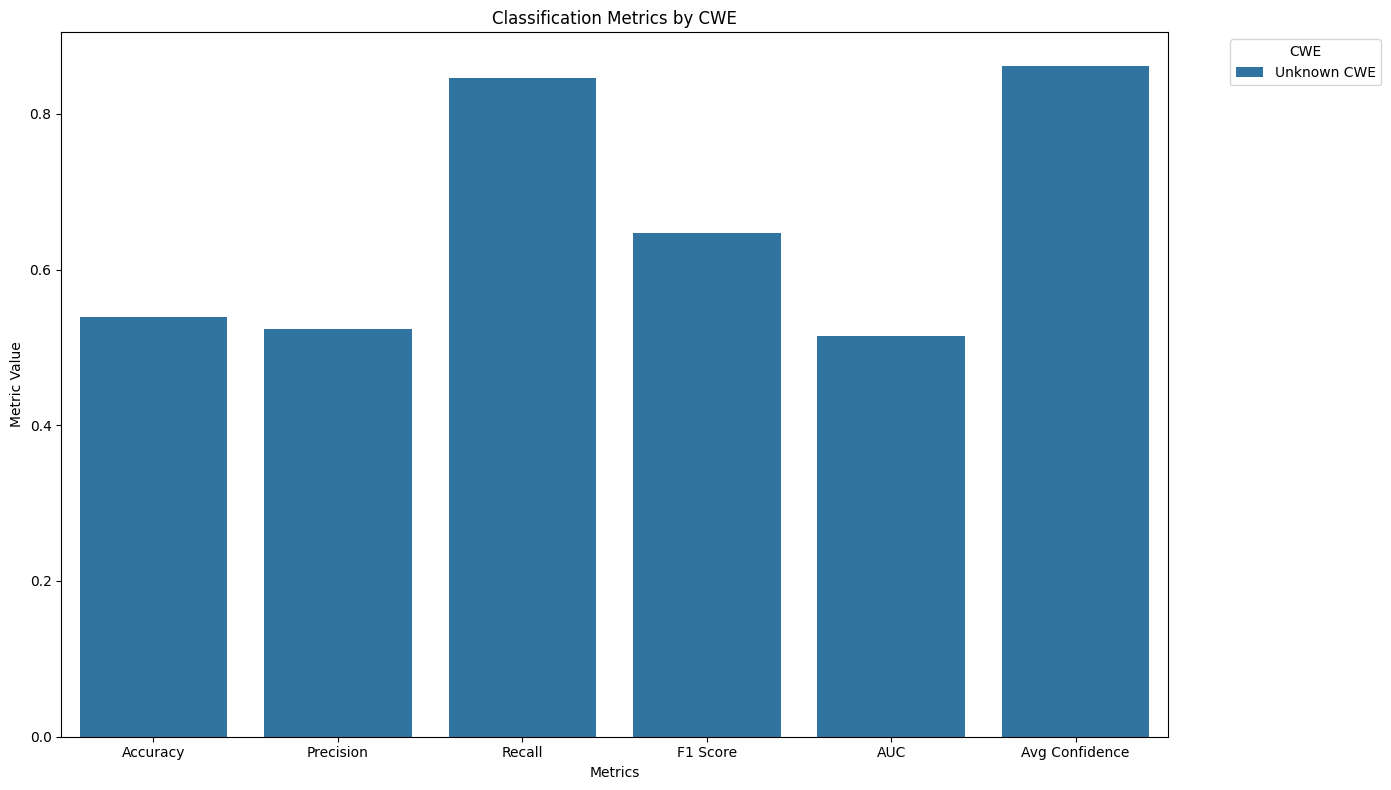 Classification Metrics by CWE
CWE
Unknown CWE
Metric Value
0.8
0.6
0.4
0.2
0.0
Accuracy
Precision
Recall
F1 Score
AUC
Avg Confidence
Metrics